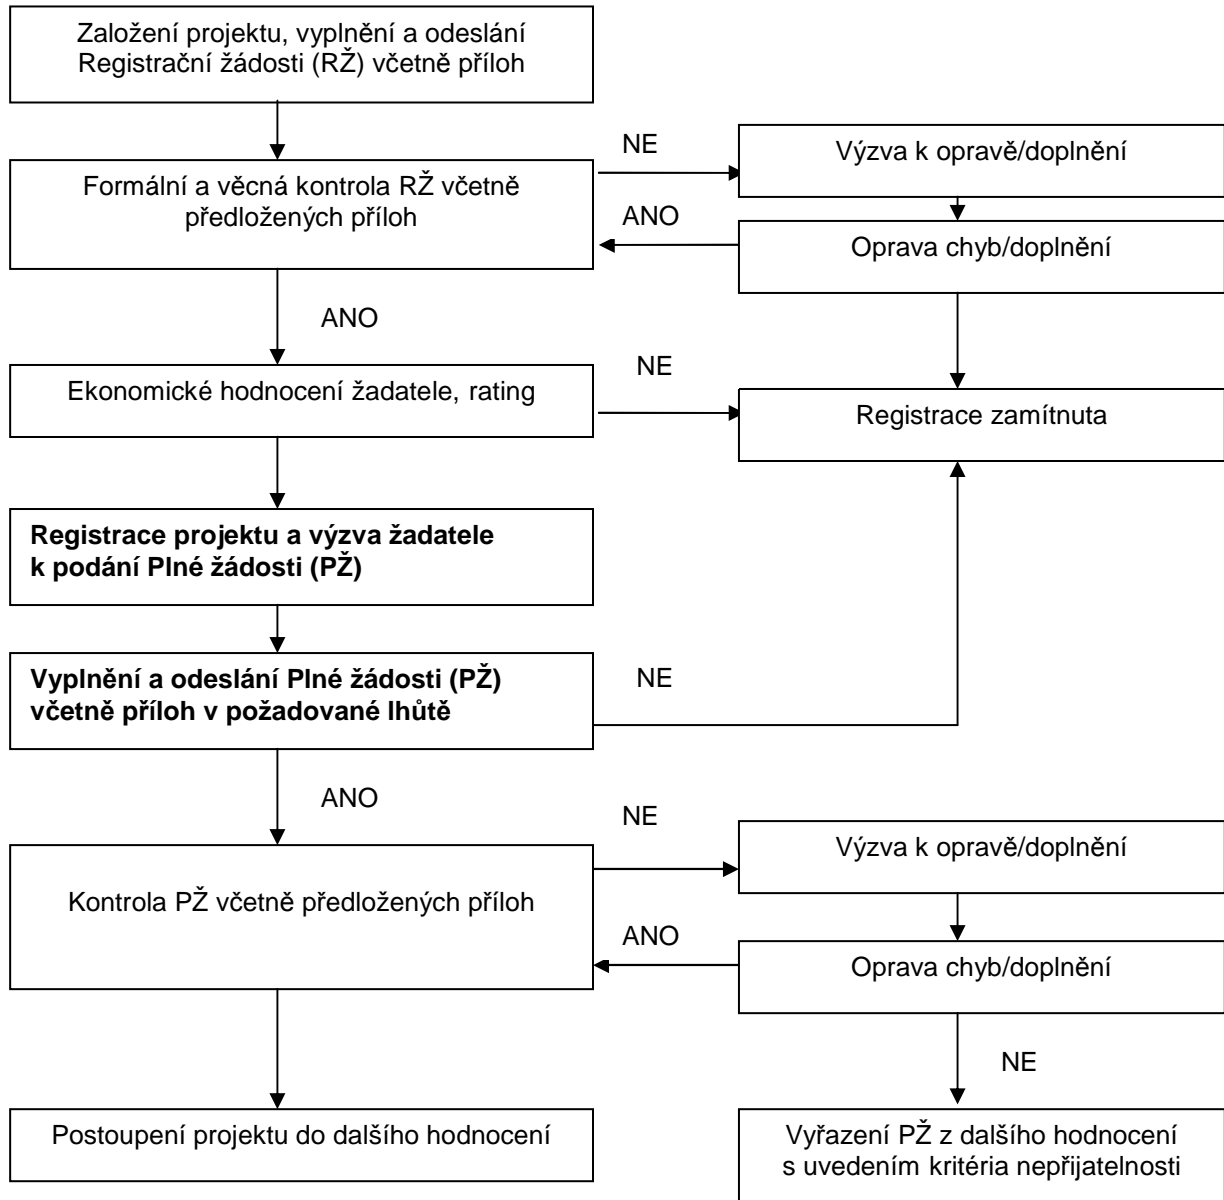 Založení projektu, vyplnění a odeslání
Registrační žádosti (RŽ) včetně příloh
NE
Výzva k opravě/doplnění
Formální a věcná kontrola RŽ včetně
předložených příloh
ANO
Oprava chyb/doplnění
ANO
NE
Ekonomické hodnocení žadatele, rating
Registrace zamítnuta
Registrace projektu a výzva žadatele
k podání Plné žádosti (PŽ)
Vyplnění a odeslání Plné žádosti (PŽ)
včetně příloh v požadované lhůtě
NE
ANO
NE
Výzva k opravě/doplnění
Kontrola PŽ včetně předložených příloh
ANO
Oprava chyb/doplnění
NE
Postoupení projektu do dalšího hodnocení
Vyřazení PŽ z dalšího hodnocení
s uvedením kritéria nepřijatelnosti